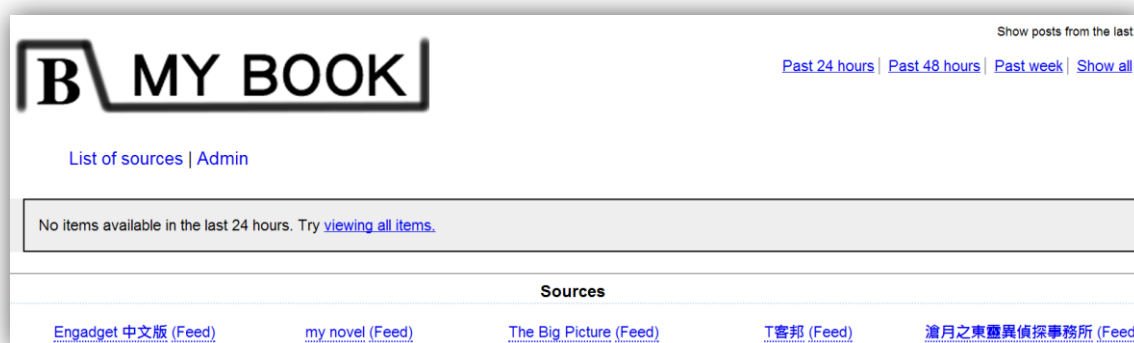 Show posts from the last
B MY BOOK
Past 24 hours | Past 48 hours | Past week | Show all
List of sources | Admin
No items available in the last 24 hours. Try viewing all items.
Sources
Engadget 中文版 (Feed) my novel (Feed) The Big Picture (Feed) T客邦 (Feed) 滄月之東靈異偵探事務所 (Feed